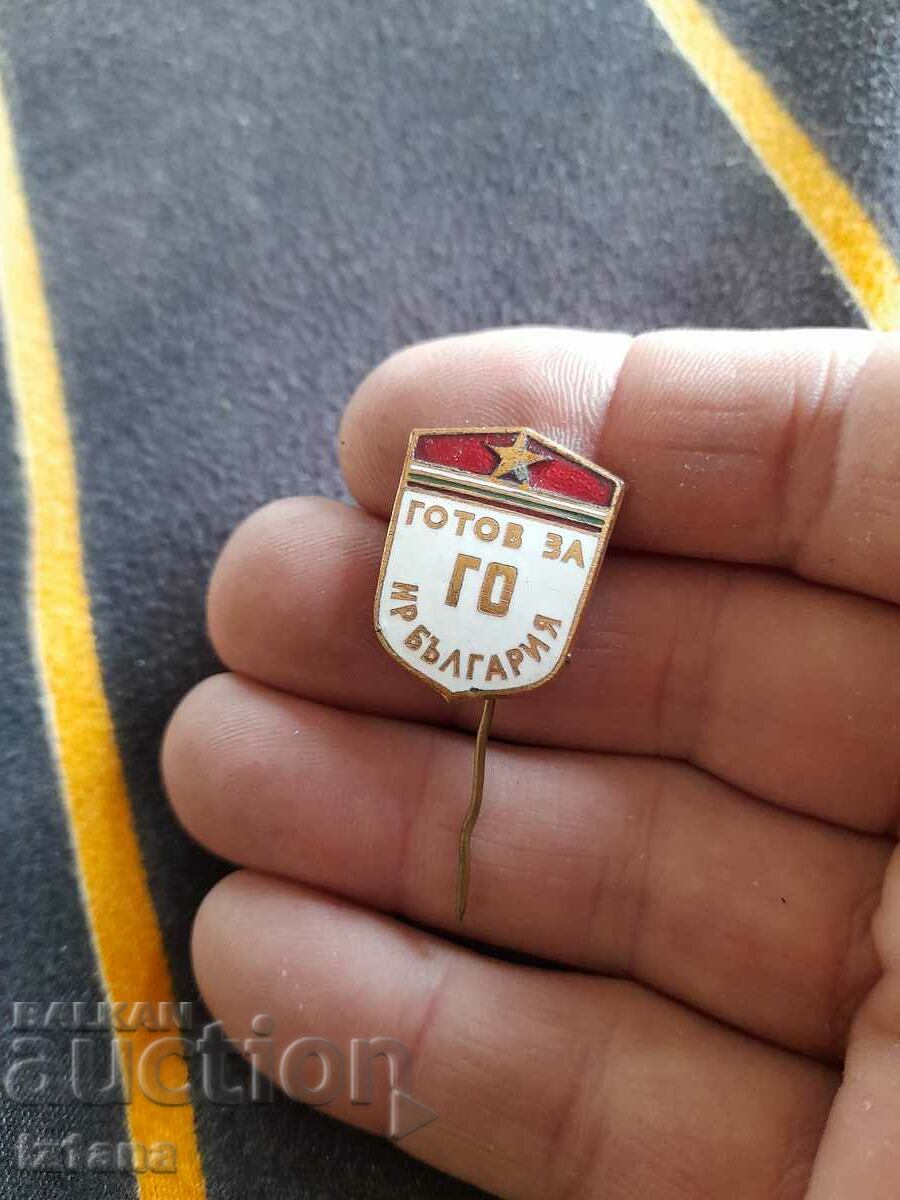 ГОТОВ ЗА
ГО
НР БЪЛГАРИЯ
BALKAN
auction
izfana